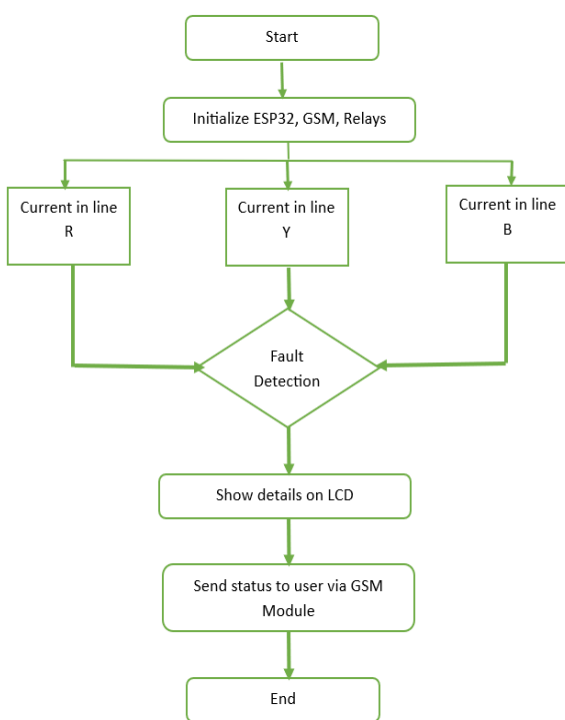 Start
Initialize ESP32, GSM, Relays
Current in line
R
Current in line
Y
Current in line
B
Fault
Detection
Show details on LCD
Send status to user via GSM
Module
End